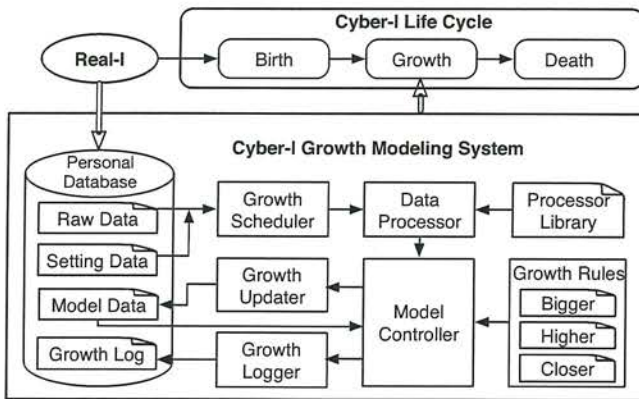 Cyber-I Life Cycle
Real-I
Birth
Growth
Death
Cyber-I Growth Modeling System
Personal
Database
Raw Data
Setting Data
Model Data
Growth Log
Growth
Scheduler
Data
Processor
Processor
Library
Growth
Updater
Model
Controller
Growth
Logger
Growth Rules
Bigger
Higher
Closer